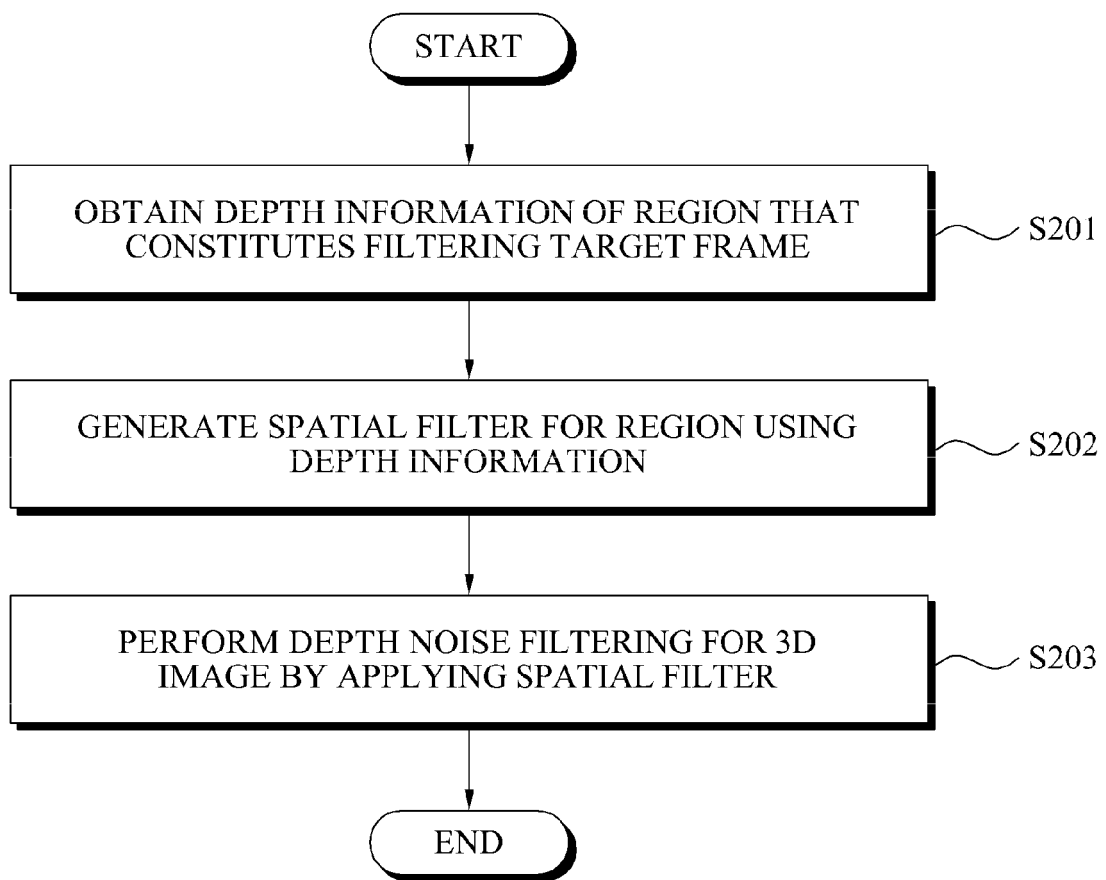 START
OBTAIN DEPTH INFORMATION OF REGION THAT
CONSTITUTES FILTERING TARGET FRAME
S201
GENERATE SPATIAL FILTER FOR REGION USING
DEPTH INFORMATION
S202
PERFORM DEPTH NOISE FILTERING FOR 3D
IMAGE BY APPLYING SPATIAL FILTER
S203
END